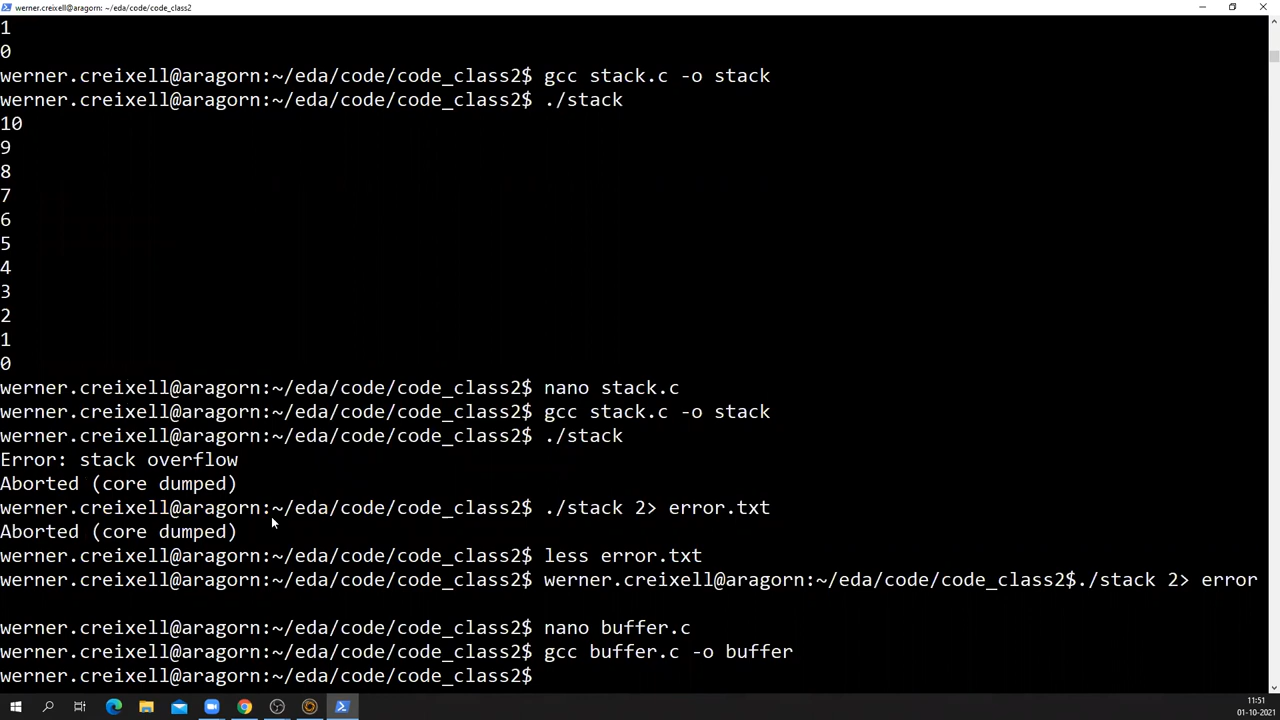 werner.creixell@aragorn: ~/eda/code/code_class2
1
0
werner.creixell@aragorn:~/eda/code/code_class2$ gcc stack.c -o stack
werner.creixell@aragorn:~/eda/code/code_class2$ ./stack
10
9
8
7
6
5
4
3
2
1
0
werner.creixell@aragorn:~/eda/code/code_class2$ nano stack.c
werner.creixell@aragorn:~/eda/code/code_class2$ gcc stack.c -o stack
werner.creixell@aragorn:~/eda/code/code_class2$ ./stack
Error: stack overflow
Aborted (core dumped)
werner.creixell@aragorn:~/eda/code/code_class2$ ./stack 2> error.txt
Aborted (core dumped)
werner.creixell@aragorn:~/eda/code/code_class2$ less error.txt
werner.creixell@aragorn:~/eda/code/code_class2$ werner.creixell@aragorn:~/eda/code/code_class2$./stack 2> error
werner.creixell@aragorn:~/eda/code/code_class2$ nano buffer.c
werner.creixell@aragorn:~/eda/code/code_class2$ gcc buffer.c -o buffer
werner.creixell@aragorn:~/eda/code/code_class2$
11:51
01-10-2021